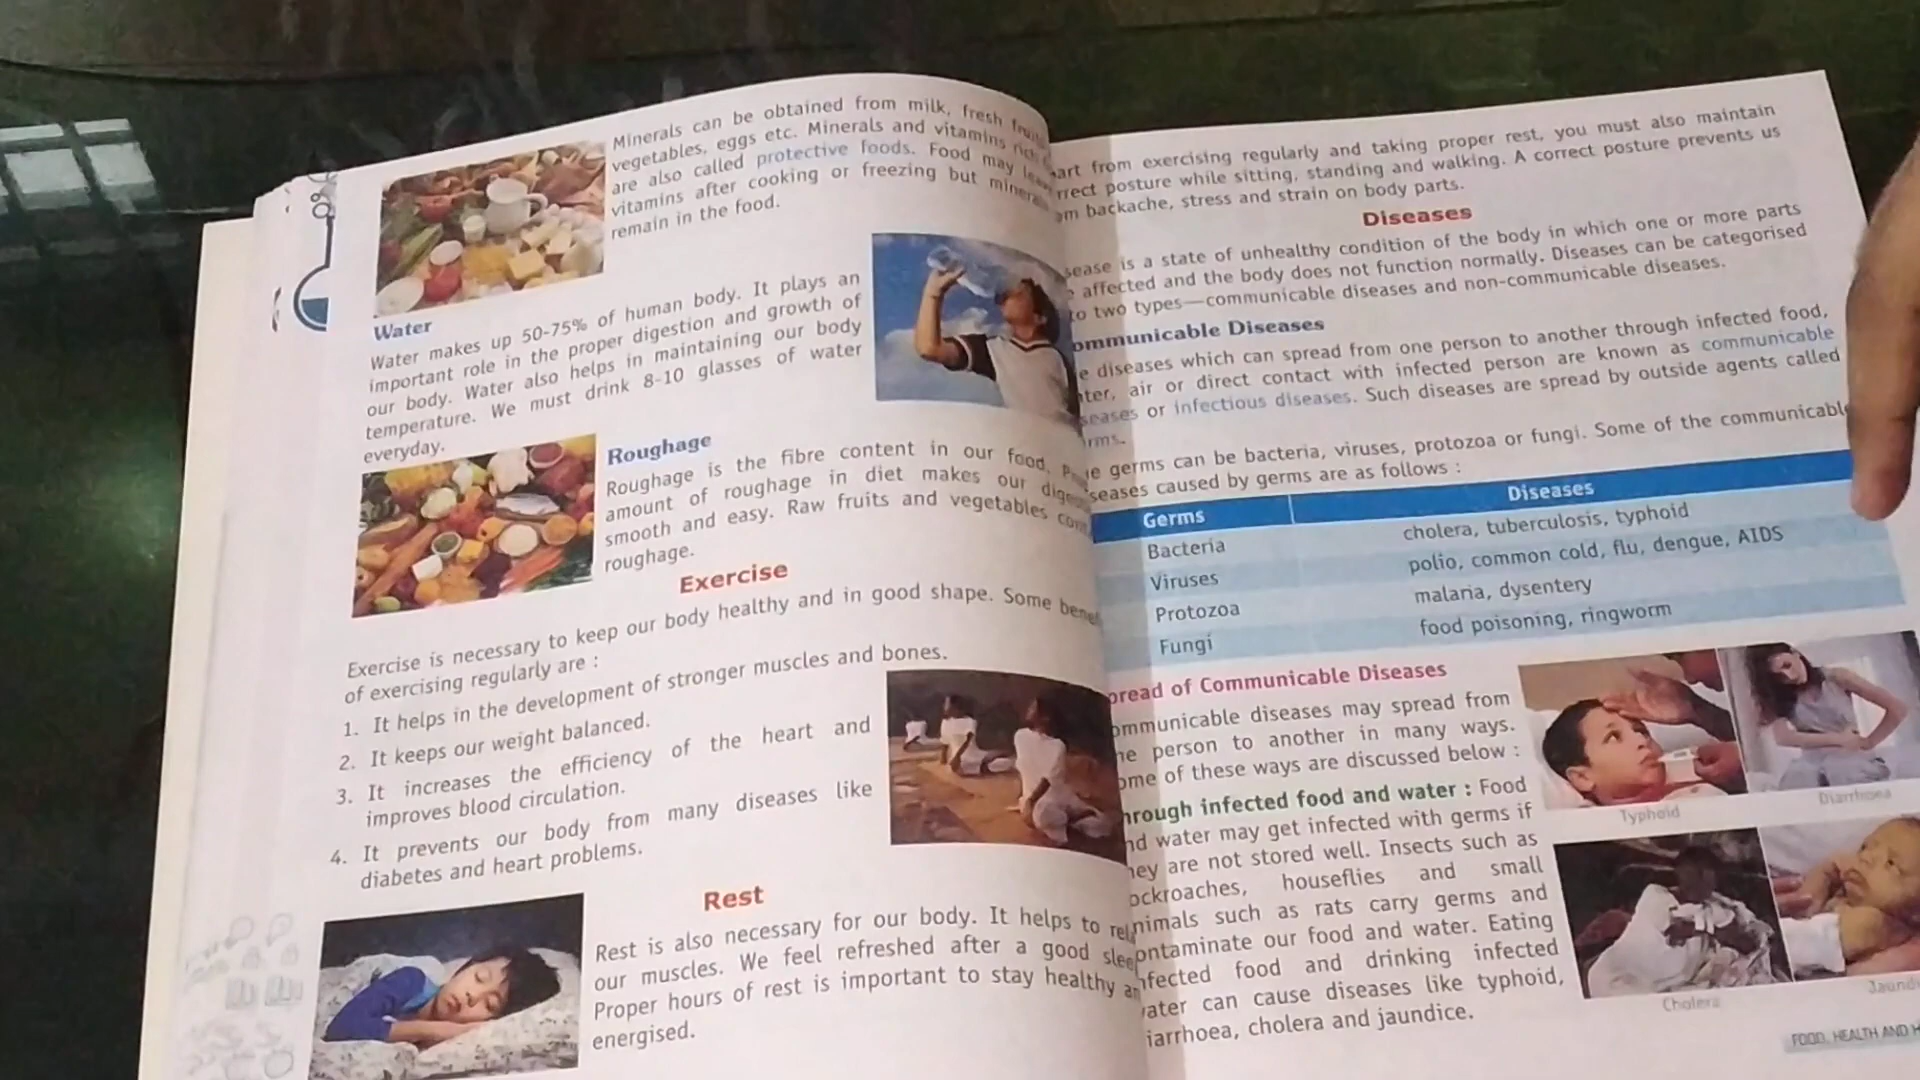 Minerals can be obtained from milk, fresh
vegetables, eggs etc. Minerals and vitamins
are also called protective foods. Food may
vitamins after cooking or freezing but
remain in the food.
Water
Water makes up 50-75% of human body. It plays an
important role in the proper digestion and growth of
our body. Water also helps in maintaining our body
temperature. We must drink 8-10 glasses of water
everyday.
Roughage
Roughage is the fibre content in our food.
amount of roughage in diet makes our
smooth and easy. Raw fruits and vegetables
roughage.
Exercise
Exercise is necessary to keep our body healthy and in good shape. Some
of exercising regularly are :
1. It helps in the development of stronger muscles and bones.
2. It keeps our weight balanced.
3. It increases the efficiency of the heart and
improves blood circulation.
4. It prevents our body from many diseases like
diabetes and heart problems.
Rest
Rest is also necessary for our body. It helps to
our muscles. We feel refreshed after a good
Proper hours of rest is important to stay healthy
energised.
from exercising regularly and taking proper rest, you must also maintain
posture while sitting, standing and walking. A correct posture prevents us
backache, stress and strain on body parts.
Diseases
is a state of unhealthy condition of the body in which one or more parts
affected and the body does not function normally. Diseases can be categorised
two types—communicable diseases and non-communicable diseases.
Diseases
diseases which can spread from one person to another through infected food,
air or direct contact with infected person are known as communicable
or infectious diseases. Such diseases are spread by outside agents called
germs can be bacteria, viruses, protozoa or fungi. Some of the communicable
caused by germs are as follows :
Germs Diseases
Bacteria cholera, tuberculosis, typhoid
Viruses polio, common cold, flu, dengue, AIDS
Protozoa malaria, dysentery
Fungi food poisoning, ringworm
of Communicable Diseases
diseases may spread from
person to another in many ways.
of these ways are discussed below :
infected food and water : Food
water may get infected with germs if
are not stored well. Insects such as
houseflies and small
such as rats carry germs and
our food and water. Eating
food and drinking infected
can cause diseases like typhoid,
cholera and jaundice.
Typhoid
Diarrhoea
Cholera
FOOD, HEALTH AND